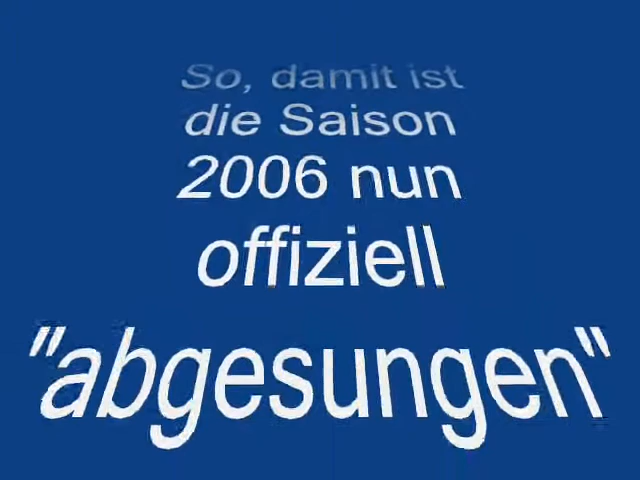 So, damit ist
die Saison
2006 nun
offiziell
"abgesungen"